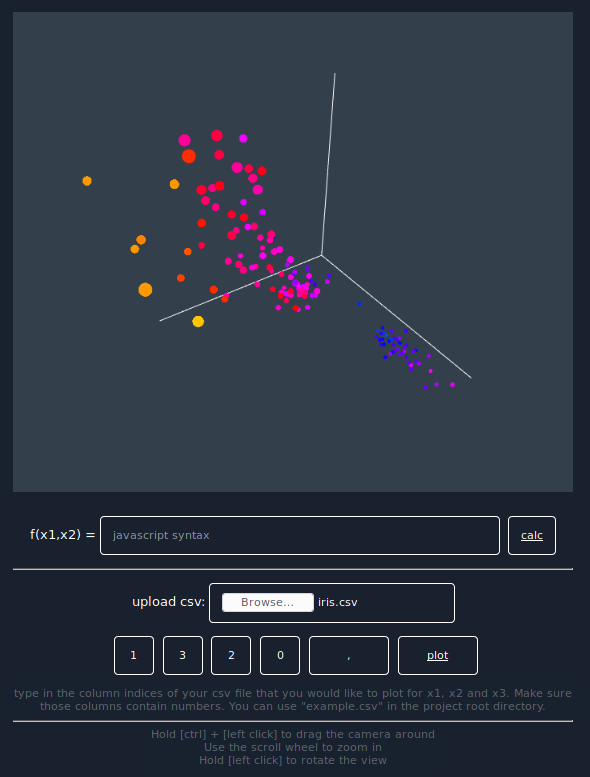 f(x1,x2) = javascript syntax calc
upload csv: Browse... iris.csv
1 3 2 0 , plot
type in the column indices of your csv file that you would like to plot for x1, x2 and x3. Make sure
those columns contain numbers. You can use "example.csv" in the project root directory.
Hold [ctrl] + [left click] to drag the camera around
Use the scroll wheel to zoom in
Hold [left click] to rotate the view